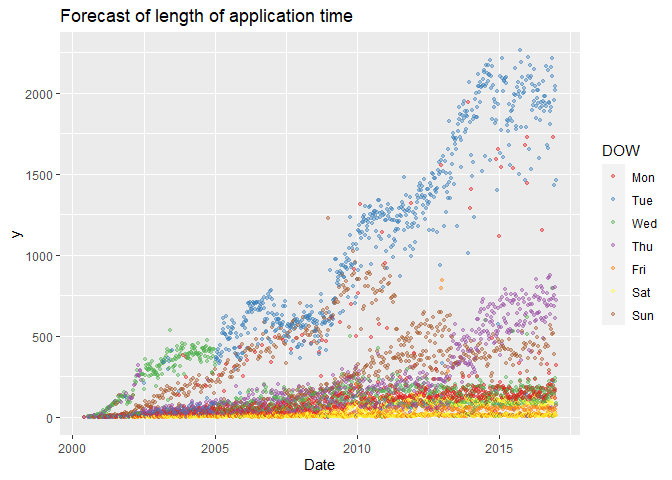 Forecast of length of application time
y
2000
1500
1000
500
0
2000
2005
2010
2015
Date
DOW
Mon
Tue
Wed
Thu
Fri
Sat
Sun